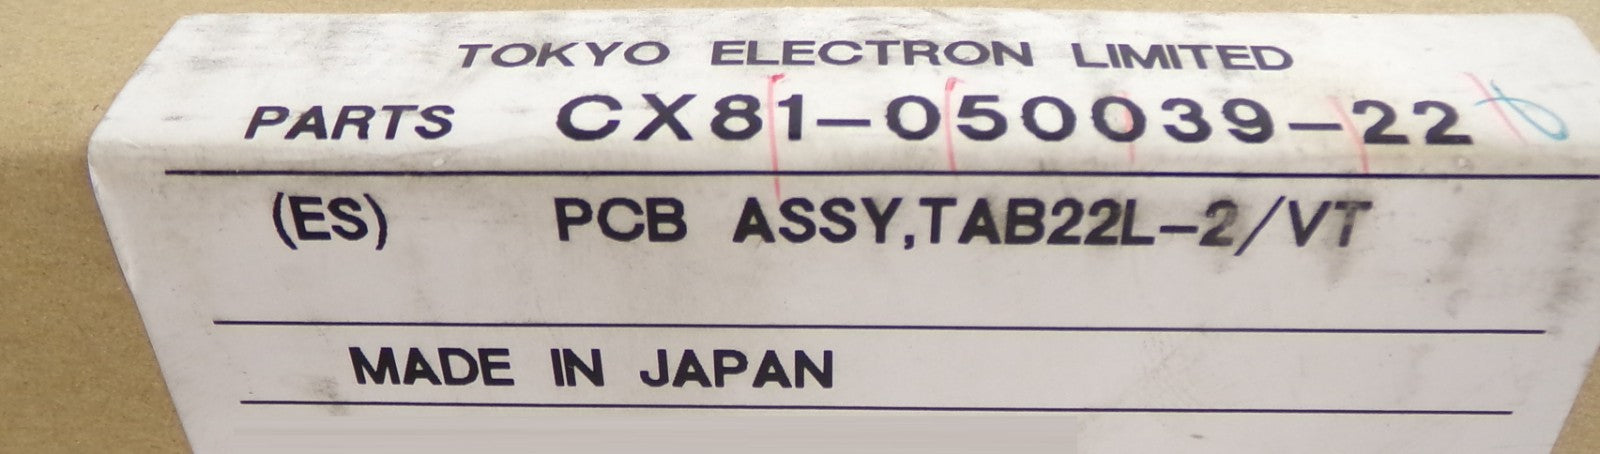 TOKYO ELECTRON LIMITED
PARTS CX81-050039-22
(ES) PCB ASSY,TAB22L-2/VT
MADE IN JAPAN